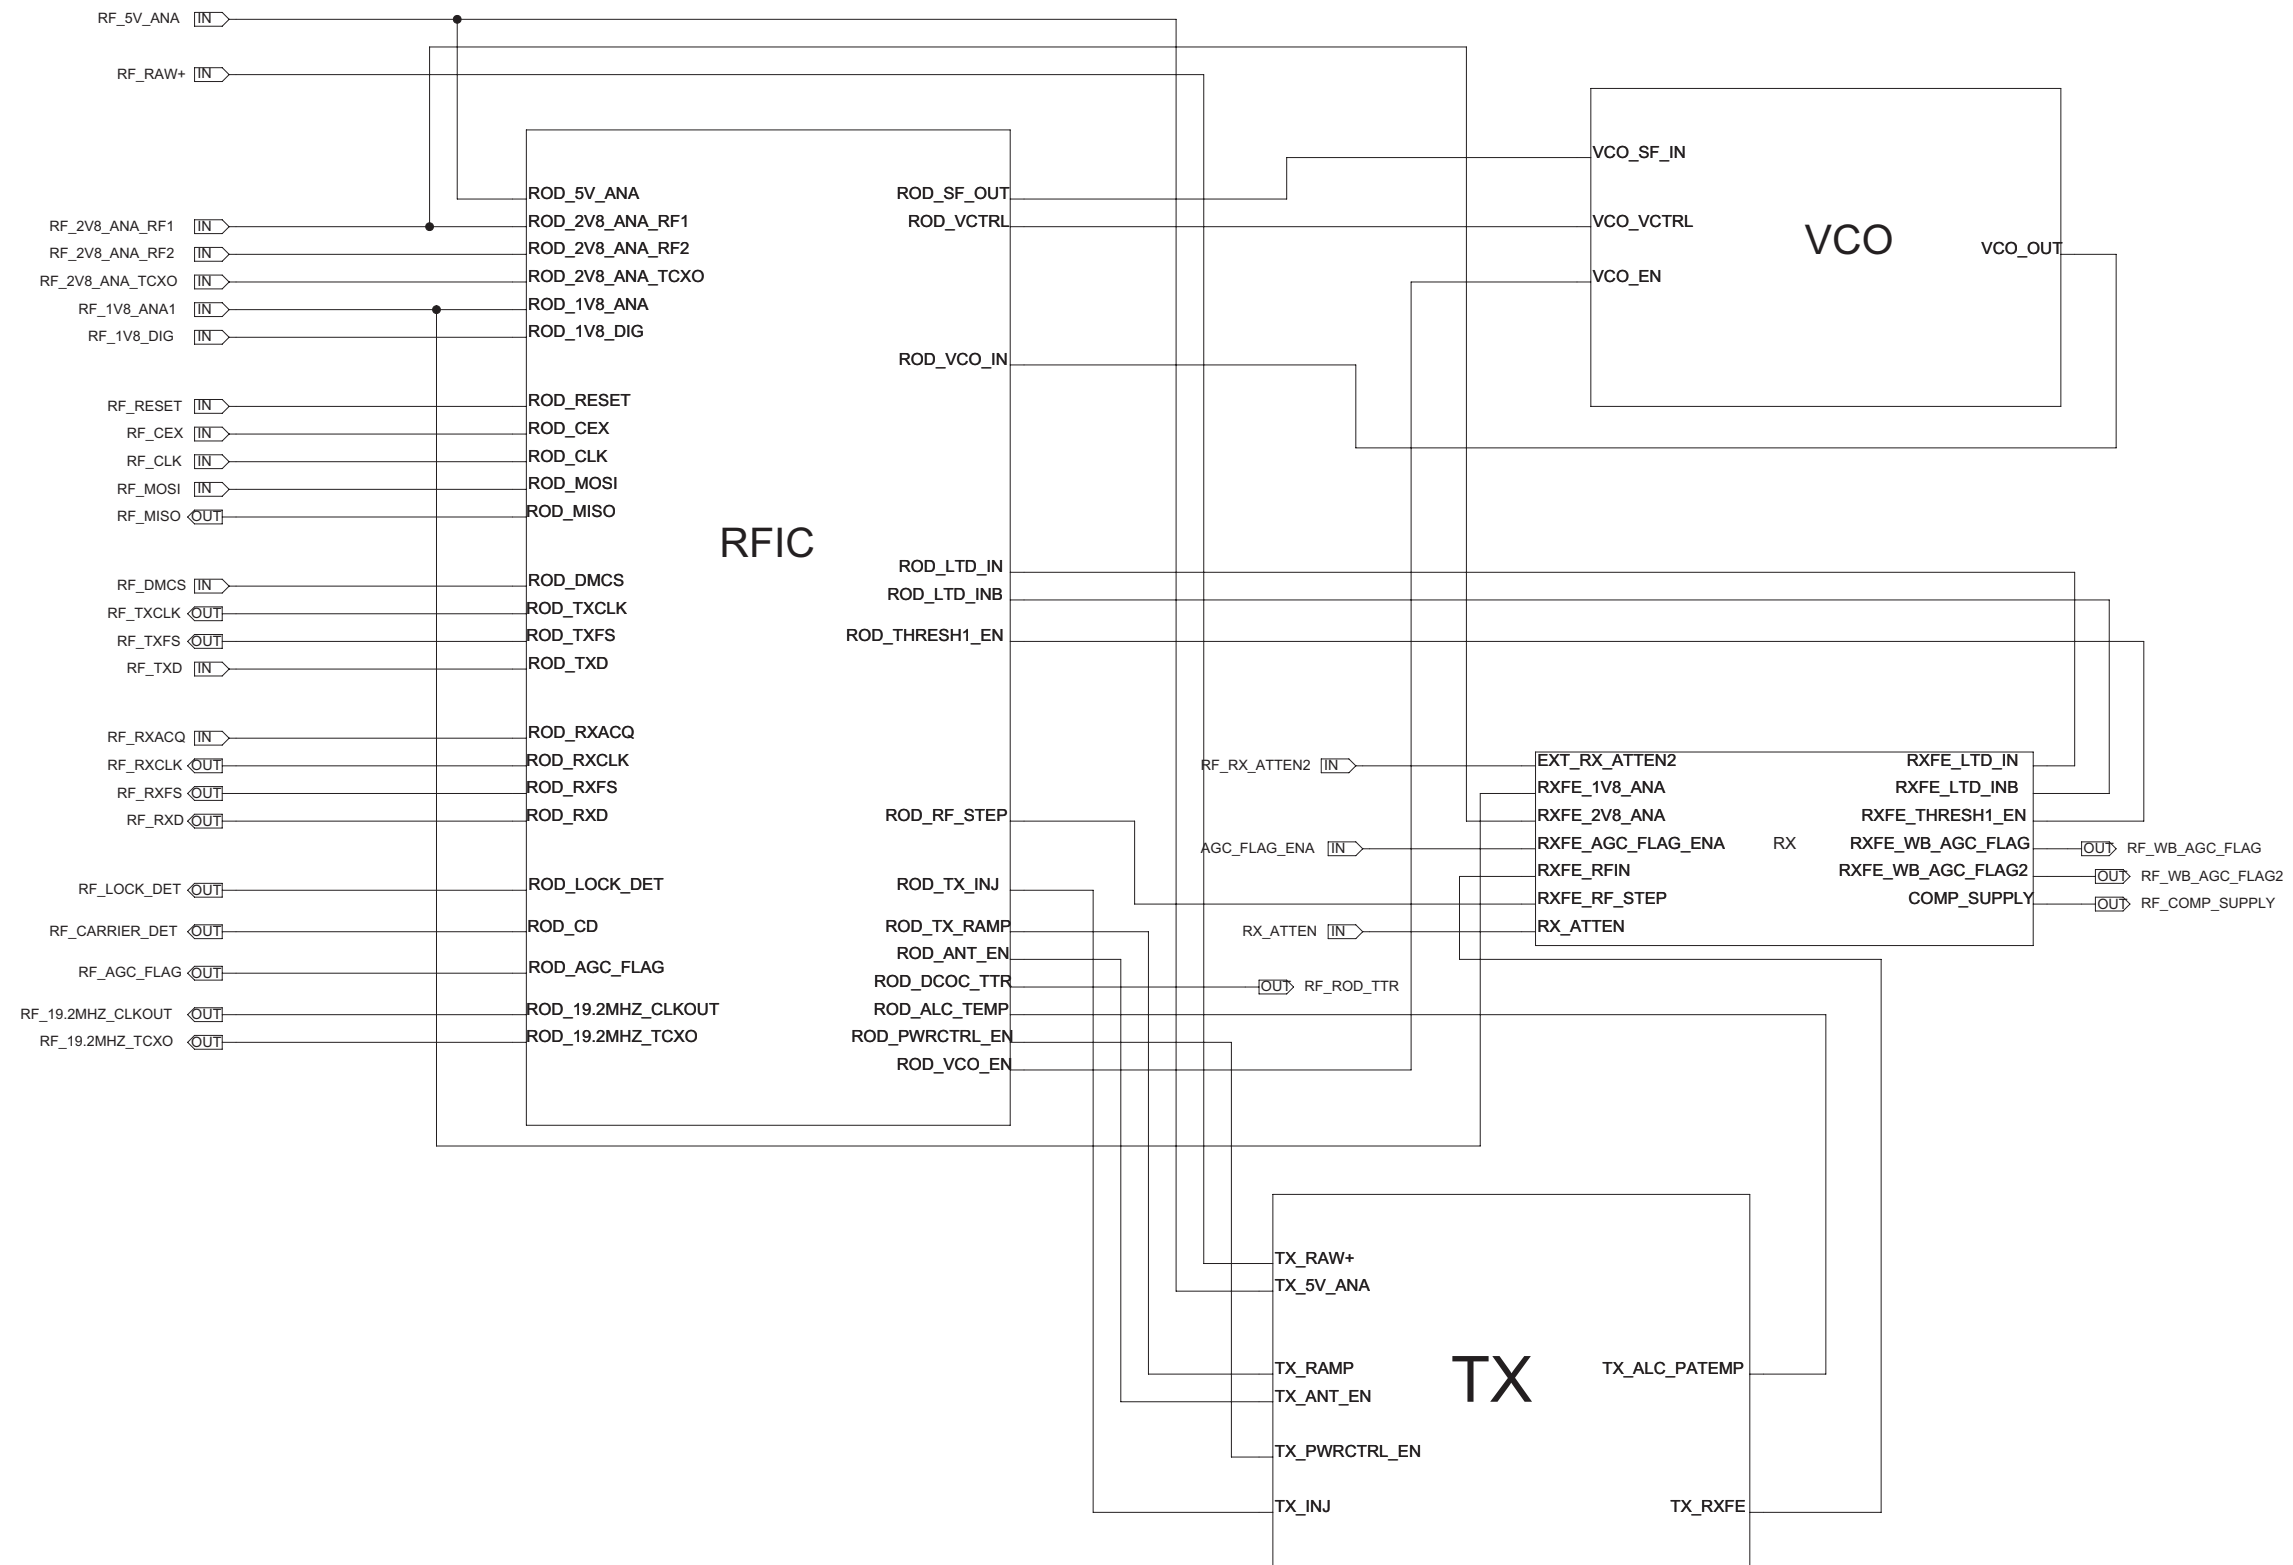 RF_5V_ANA IN
RF_RAW+ IN
RF_2V8_ANA_RF1 IN
RF_2V8_ANA_RF2 IN
RF_2V8_ANA_TCXO IN
RF_1V8_ANA1 IN
RF_1V8_DIG IN
RF_RESET IN
RF_CEX IN
RF_CLK IN
RF_MOSI IN
RF_MISO OUT
RF_DMCS IN
RF_TXCLK OUT
RF_TXFS OUT
RF_TXD IN
RF_RXACQ IN
RF_RXCLK OUT
RF_RXFS OUT
RF_RXD OUT
RF_LOCK_DET OUT
RF_CARRIER_DET OUT
RF_AGC_FLAG OUT
RF_19.2MHZ_CLKOUT OUT
RF_19.2MHZ_TCXO OUT
ROD_5V_ANA
ROD_2V8_ANA_RF1
ROD_2V8_ANA_RF2
ROD_2V8_ANA_TCXO
ROD_1V8_ANA
ROD_1V8_DIG
ROD_RESET
ROD_CEX
ROD_CLK
ROD_MOSI
ROD_MISO
ROD_DMCS
ROD_TXCLK
ROD_TXFS
ROD_TXD
ROD_RXACQ
ROD_RXCLK
ROD_RXFS
ROD_RXD
ROD_LOCK_DET
ROD_CD
ROD_AGC_FLAG
ROD_19.2MHZ_CLKOUT
ROD_19.2MHZ_TCXO
RFIC
ROD_SF_OUT
ROD_VCTRL
ROD_VCO_IN
ROD_LTD_IN
ROD_LTD_INB
ROD_THRESH1_EN
ROD_RF_STEP
ROD_TX_INJ
ROD_TX_RAMP
ROD_ANT_EN
ROD_DCOC_TTR
ROD_ALC_TEMP
ROD_PWRCTRL_EN
ROD_VCO_EN
OUT RF_ROD_TTR
VCO_SF_IN
VCO_VCTRL
VCO_EN
VCO
VCO_OUT
RF_RX_ATTEN2 IN
AGC_FLAG_ENA IN
RX_ATTEN IN
EXT_RX_ATTEN2
RXFE_1V8_ANA
RXFE_2V8_ANA
RXFE_AGC_FLAG_ENA
RXFE_RFIN
RXFE_RF_STEP
RX_ATTEN
RX
RXFE_LTD_IN
RXFE_LTD_INB
RXFE_THRESH1_EN
RXFE_WB_AGC_FLAG
RXFE_WB_AGC_FLAG2
COMP_SUPPLY
OUT RF_WB_AGC_FLAG
OUT RF_WB_AGC_FLAG2
OUT RF_COMP_SUPPLY
TX_RAW+
TX_5V_ANA
TX_RAMP
TX_ANT_EN
TX_PWRCTRL_EN
TX_INJ
TX
TX_ALC_PATEMP
TX_RXFE